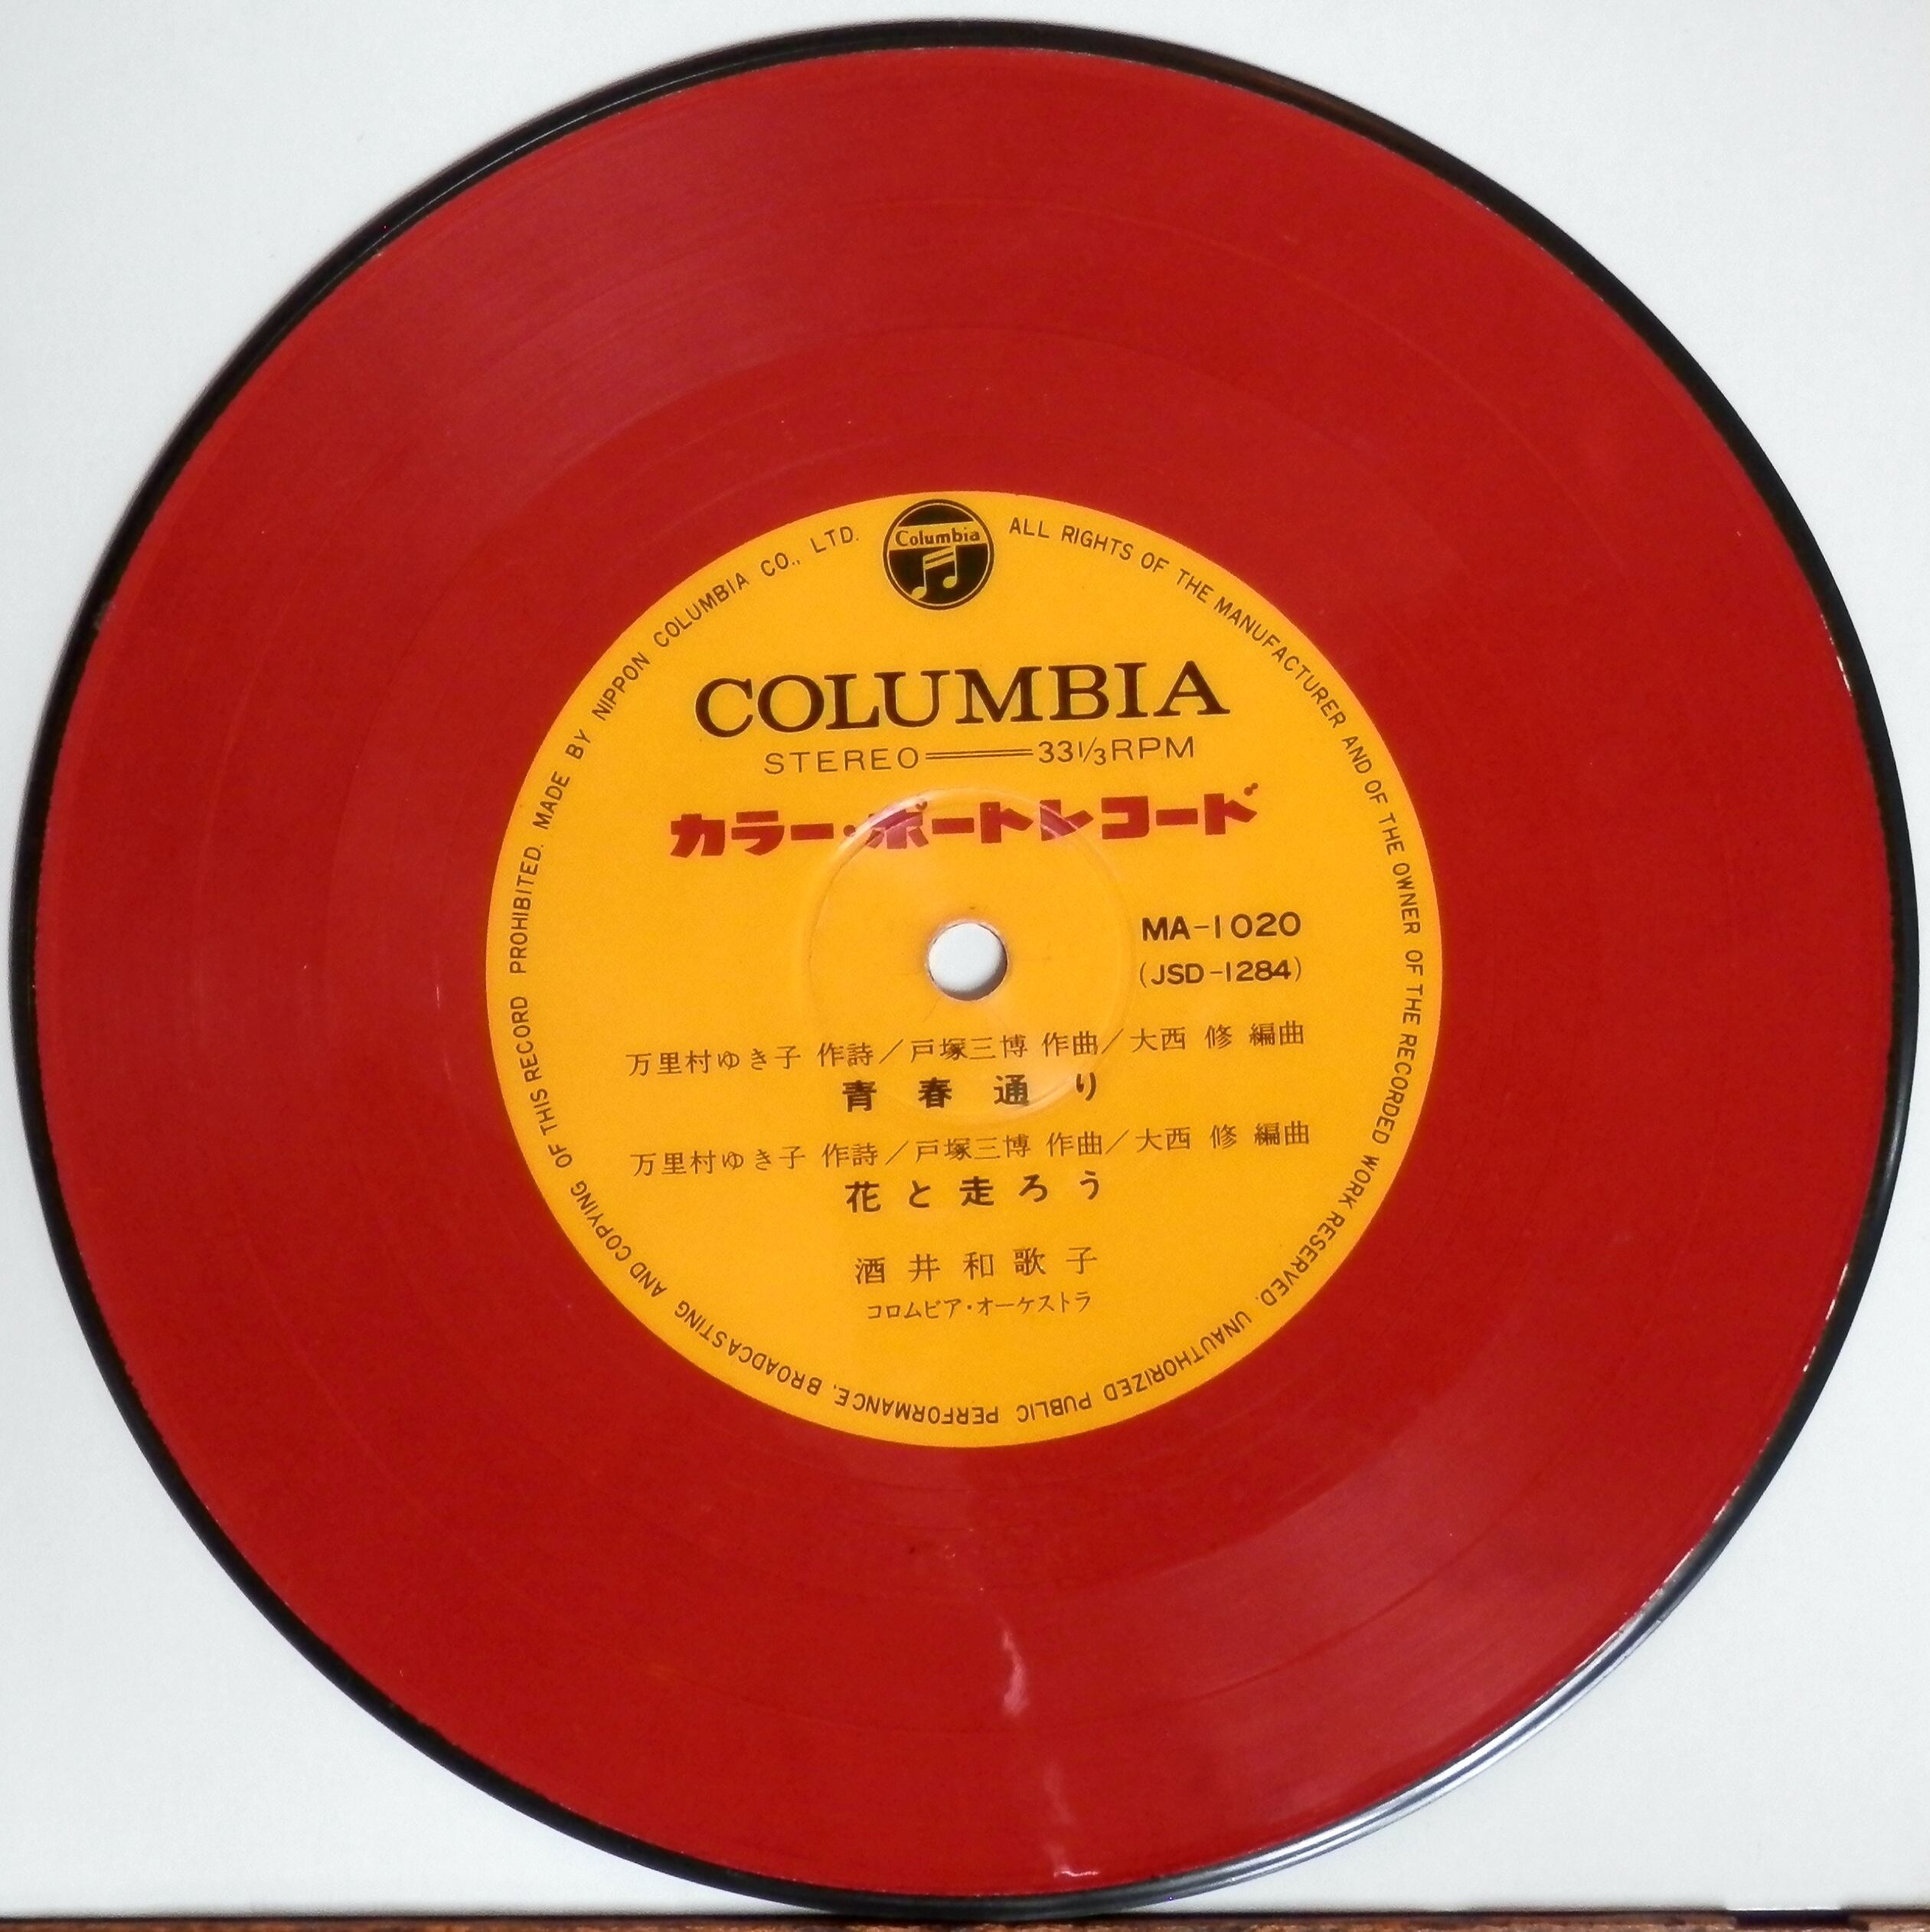 Columbia
ALL RIGHTS OF THE MANUFACTURER AND OF THE OWNER OF THE RECORDED WORK RESERVED. UNAUTHORIZED PUBLIC PERFORMANCE. BROADCASTING AND COPYING OF THIS RECORD PROHIBITED. MADE BY NIPPON COLUMBIA CO., LTD.
COLUMBIA
STEREO 33 1/3 RPM
カラー・ポートレコード
MA-1020
(JSD-1284)
万里村ゆき子 作詩/戸塚三博 作曲/大西 修 編曲
青春通り
万里村ゆき子 作詩/戸塚三博 作曲/大西 修 編曲
花と走ろう
酒井和歌子
コロムビア・オーケストラ